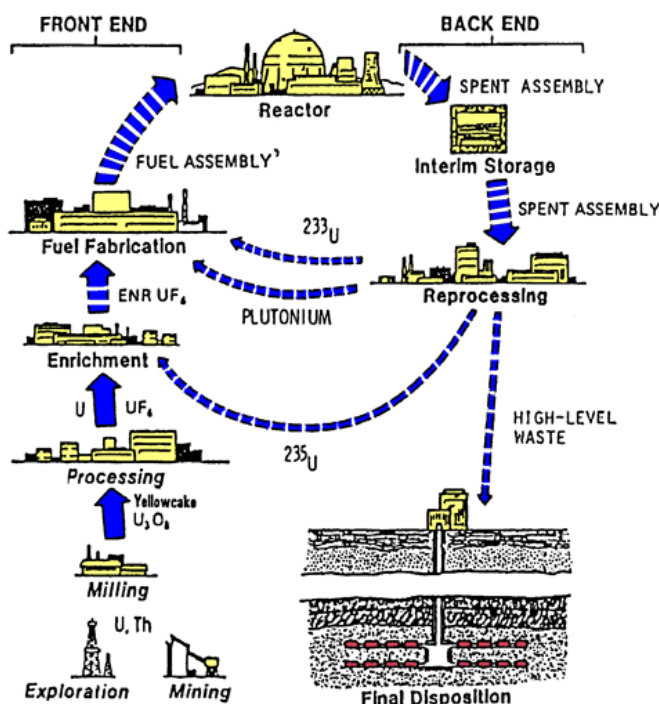 FRONT END
BACK END
Reactor
SPENT ASSEMBLY
Interim Storage
FUEL ASSEMBLY
SPENT ASSEMBLY
Fuel Fabrication
233U
Reprocessing
PLUTONIUM
ENR UF6
Enrichment
U UF6
235U
HIGH-LEVEL
WASTE
Processing
Yellowcake
U3O8
Milling
U, Th
Exploration
Mining
Final Disposition